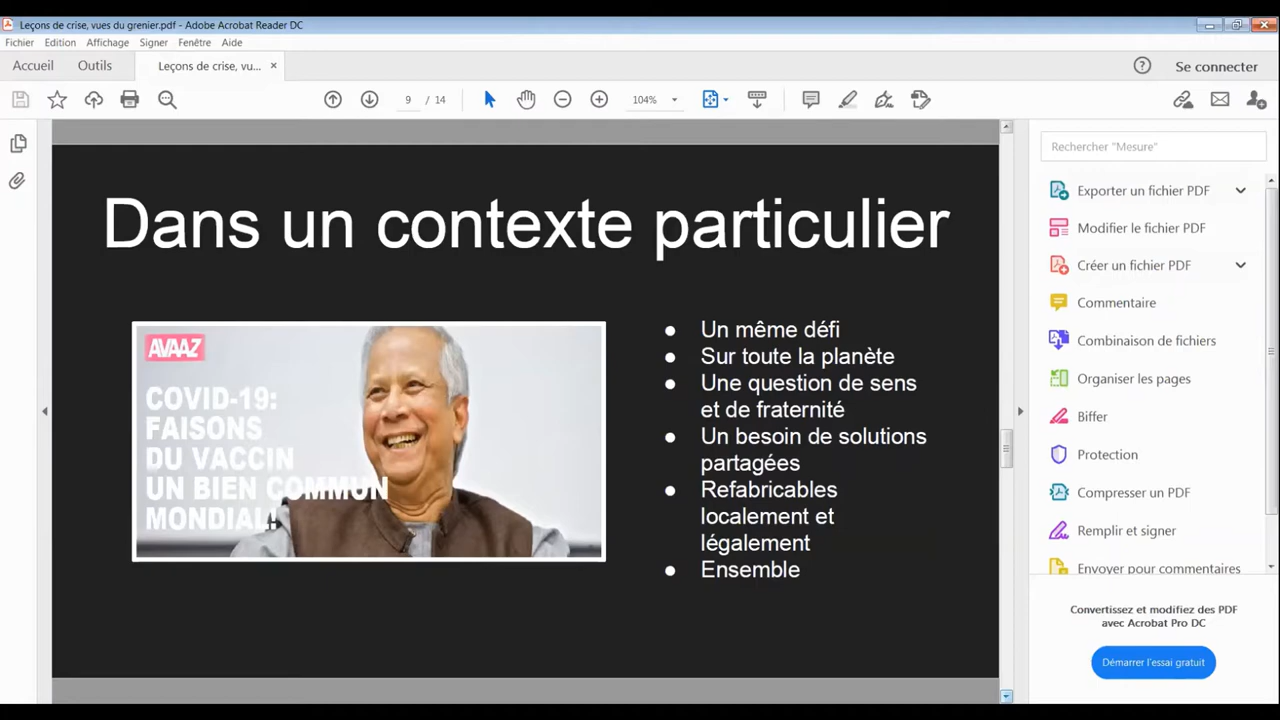 Leçons de crise, vues du grenier.pdf - Adobe Acrobat Reader DC
Fichier Edition Affichage Signer Fenêtre Aide
Accueil Outils Leçons de crise, vu... × Se connecter
9 / 14 104%
Dans un contexte particulier
AVAAZ
COVID-19:
FAISONS
DU VACCIN
UN BIEN COMMUN
MONDIAL!
• Un même défi
• Sur toute la planète
• Une question de sens
et de fraternité
• Un besoin de solutions
partagées
• Refabricables
localement et
légalement
• Ensemble
Rechercher "Mesure"
Exporter un fichier PDF
Modifier le fichier PDF
Créer un fichier PDF
Commentaire
Combinaison de fichiers
Organiser les pages
Biffer
Protection
Compresser un PDF
Remplir et signer
Envoyer pour commentaires
Convertissez et modifiez des PDF
avec Acrobat Pro DC
Démarrer l'essai gratuit